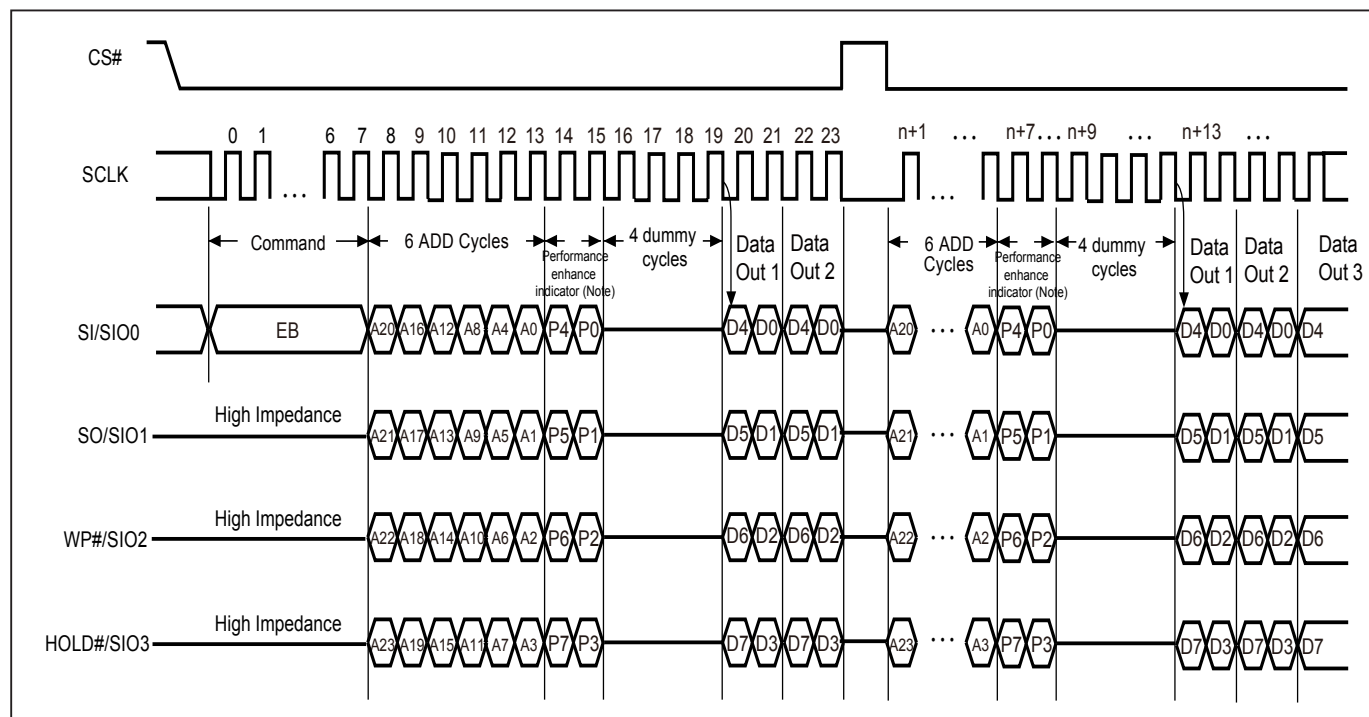 CS#
0 1 6 7 8 9 10 11 12 13 14 15 16 17 18 19 20 21 22 23 n+1 ... n+7... n+9 ... n+13 ...
SCLK ... ...
Command 6 ADD Cycles Performance enhance indicator (Note) 4 dummy cycles Data Out 1 Data Out 2 6 ADD Cycles Performance enhance indicator (Note) 4 dummy cycles Data Out 1 Data Out 2 Data Out 3
SI/SIO0 EB A20 A16 A12 A8 A4 A0 P4 P0 D4 D0 D4 D0 A20 ... A0 P4 P0 D4 D0 D4 D0 D4
High Impedance
SO/SIO1 A21 A17 A13 A9 A5 A1 P5 P1 D5 D1 D5 D1 A21 ... A1 P5 P1 D5 D1 D5 D1 D5
High Impedance
WP#/SIO2 A22 A18 A14 A10 A6 A2 P6 P2 D6 D2 D6 D2 A22 ... A2 P6 P2 D6 D2 D6 D2 D6
High Impedance
HOLD#/SIO3 A23 A19 A15 A11 A7 A3 P7 P3 D7 D3 D7 D3 A23 ... A3 P7 P3 D7 D3 D7 D3 D7